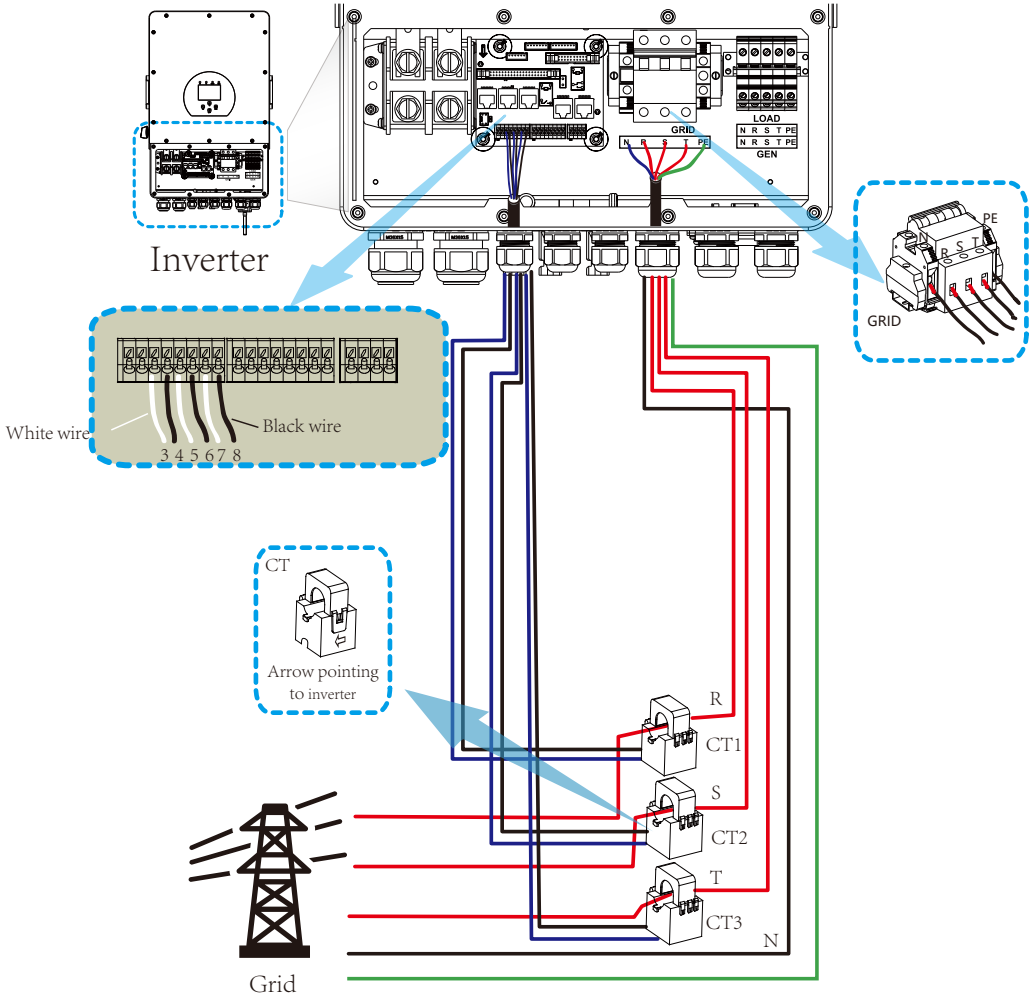 LOAD
N R S T PE
GEN
GRID
N R S T PE
Inverter
N
R S T
PE
GRID
White wire
Black wire
3 4 5 6 7 8
CT
Arrow pointing
to inverter
R
CT1
S
CT2
T
CT3
N
Grid